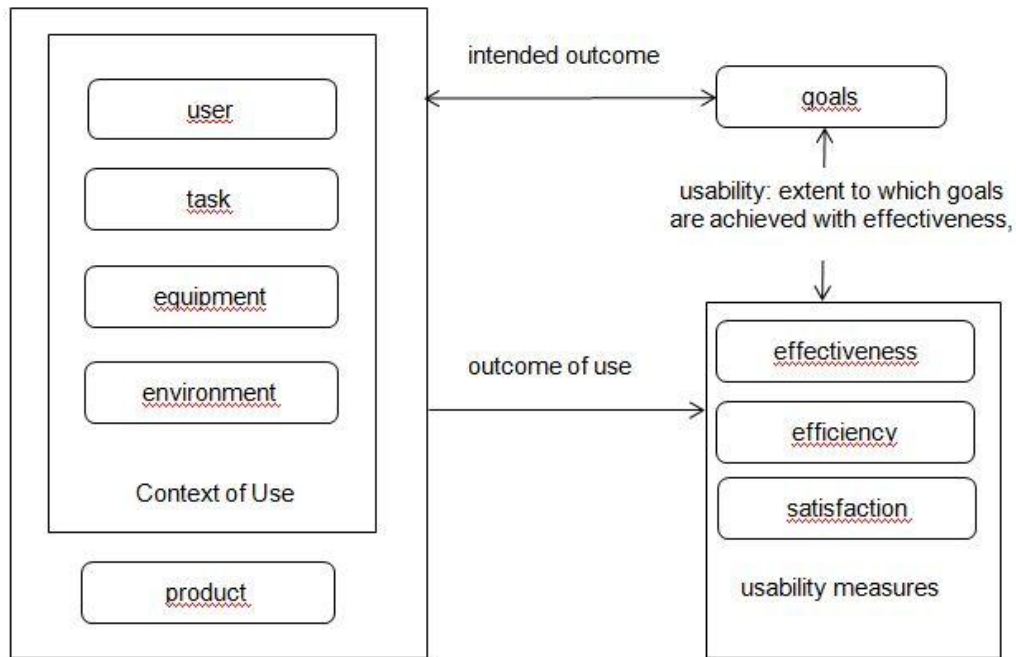 user
task
equipment
environment
Context of Use
product
intended outcome
goals
usability: extent to which goals
are achieved with effectiveness,
outcome of use
effectiveness
efficiency
satisfaction
usability measures